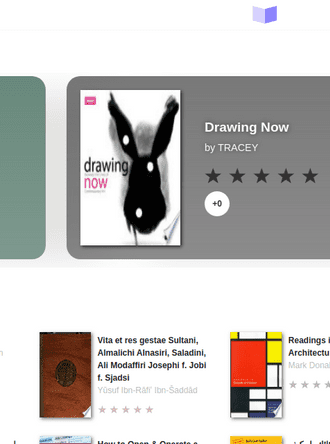 drawing
now
Drawing Now
by TRACEY
+0
Vita et res gestae Sultani,
Almalichi Alnasiri, Saladini,
Ali Modaffiri Josephi f. Jobi
f. Sjadsi
Yūsuf Ibn-Rāfiʿ Ibn-Šaddād
Readings i
Architectu
Mark Dona
How to Open & Operate a